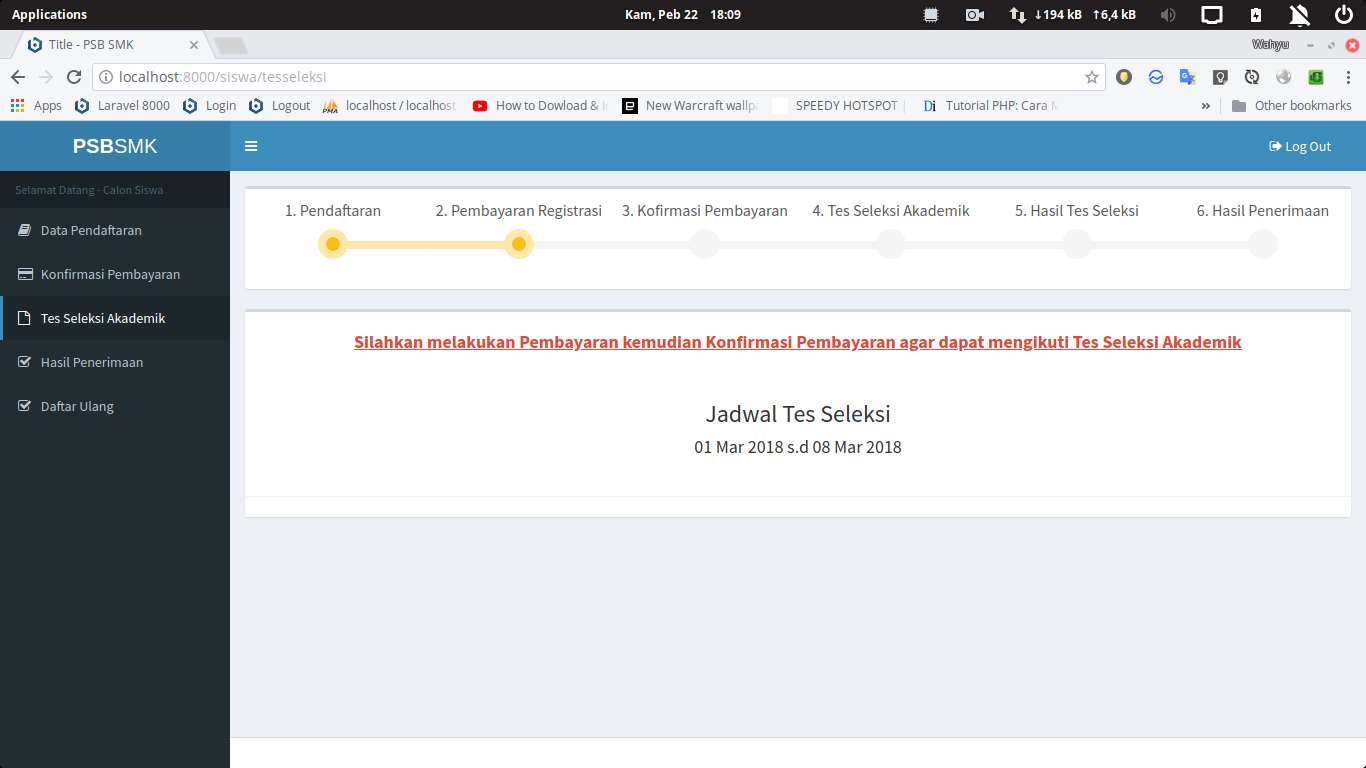 Applications
Kam, Peb 22 18:09
↓194 kB ↑6,4 kB
Title - PSB SMK
Wahyu
localhost:8000/siswa/tesseleksi
Apps
Laravel 8000
Login
Logout
localhost / localhost
How to Dowload & I
New Warcraft wallpa
SPEEDY HOTSPOT |
Tutorial PHP: Cara M
»
Other bookmarks
PSBSMK
Log Out
Selamat Datang - Calon Siswa
Data Pendaftaran
Konfirmasi Pembayaran
Tes Seleksi Akademik
Hasil Penerimaan
Daftar Ulang
1. Pendaftaran
2. Pembayaran Registrasi
3. Kofirmasi Pembayaran
4. Tes Seleksi Akademik
5. Hasil Tes Seleksi
6. Hasil Penerimaan
Silahkan melakukan Pembayaran kemudian Konfirmasi Pembayaran agar dapat mengikuti Tes Seleksi Akademik
Jadwal Tes Seleksi
01 Mar 2018 s.d 08 Mar 2018